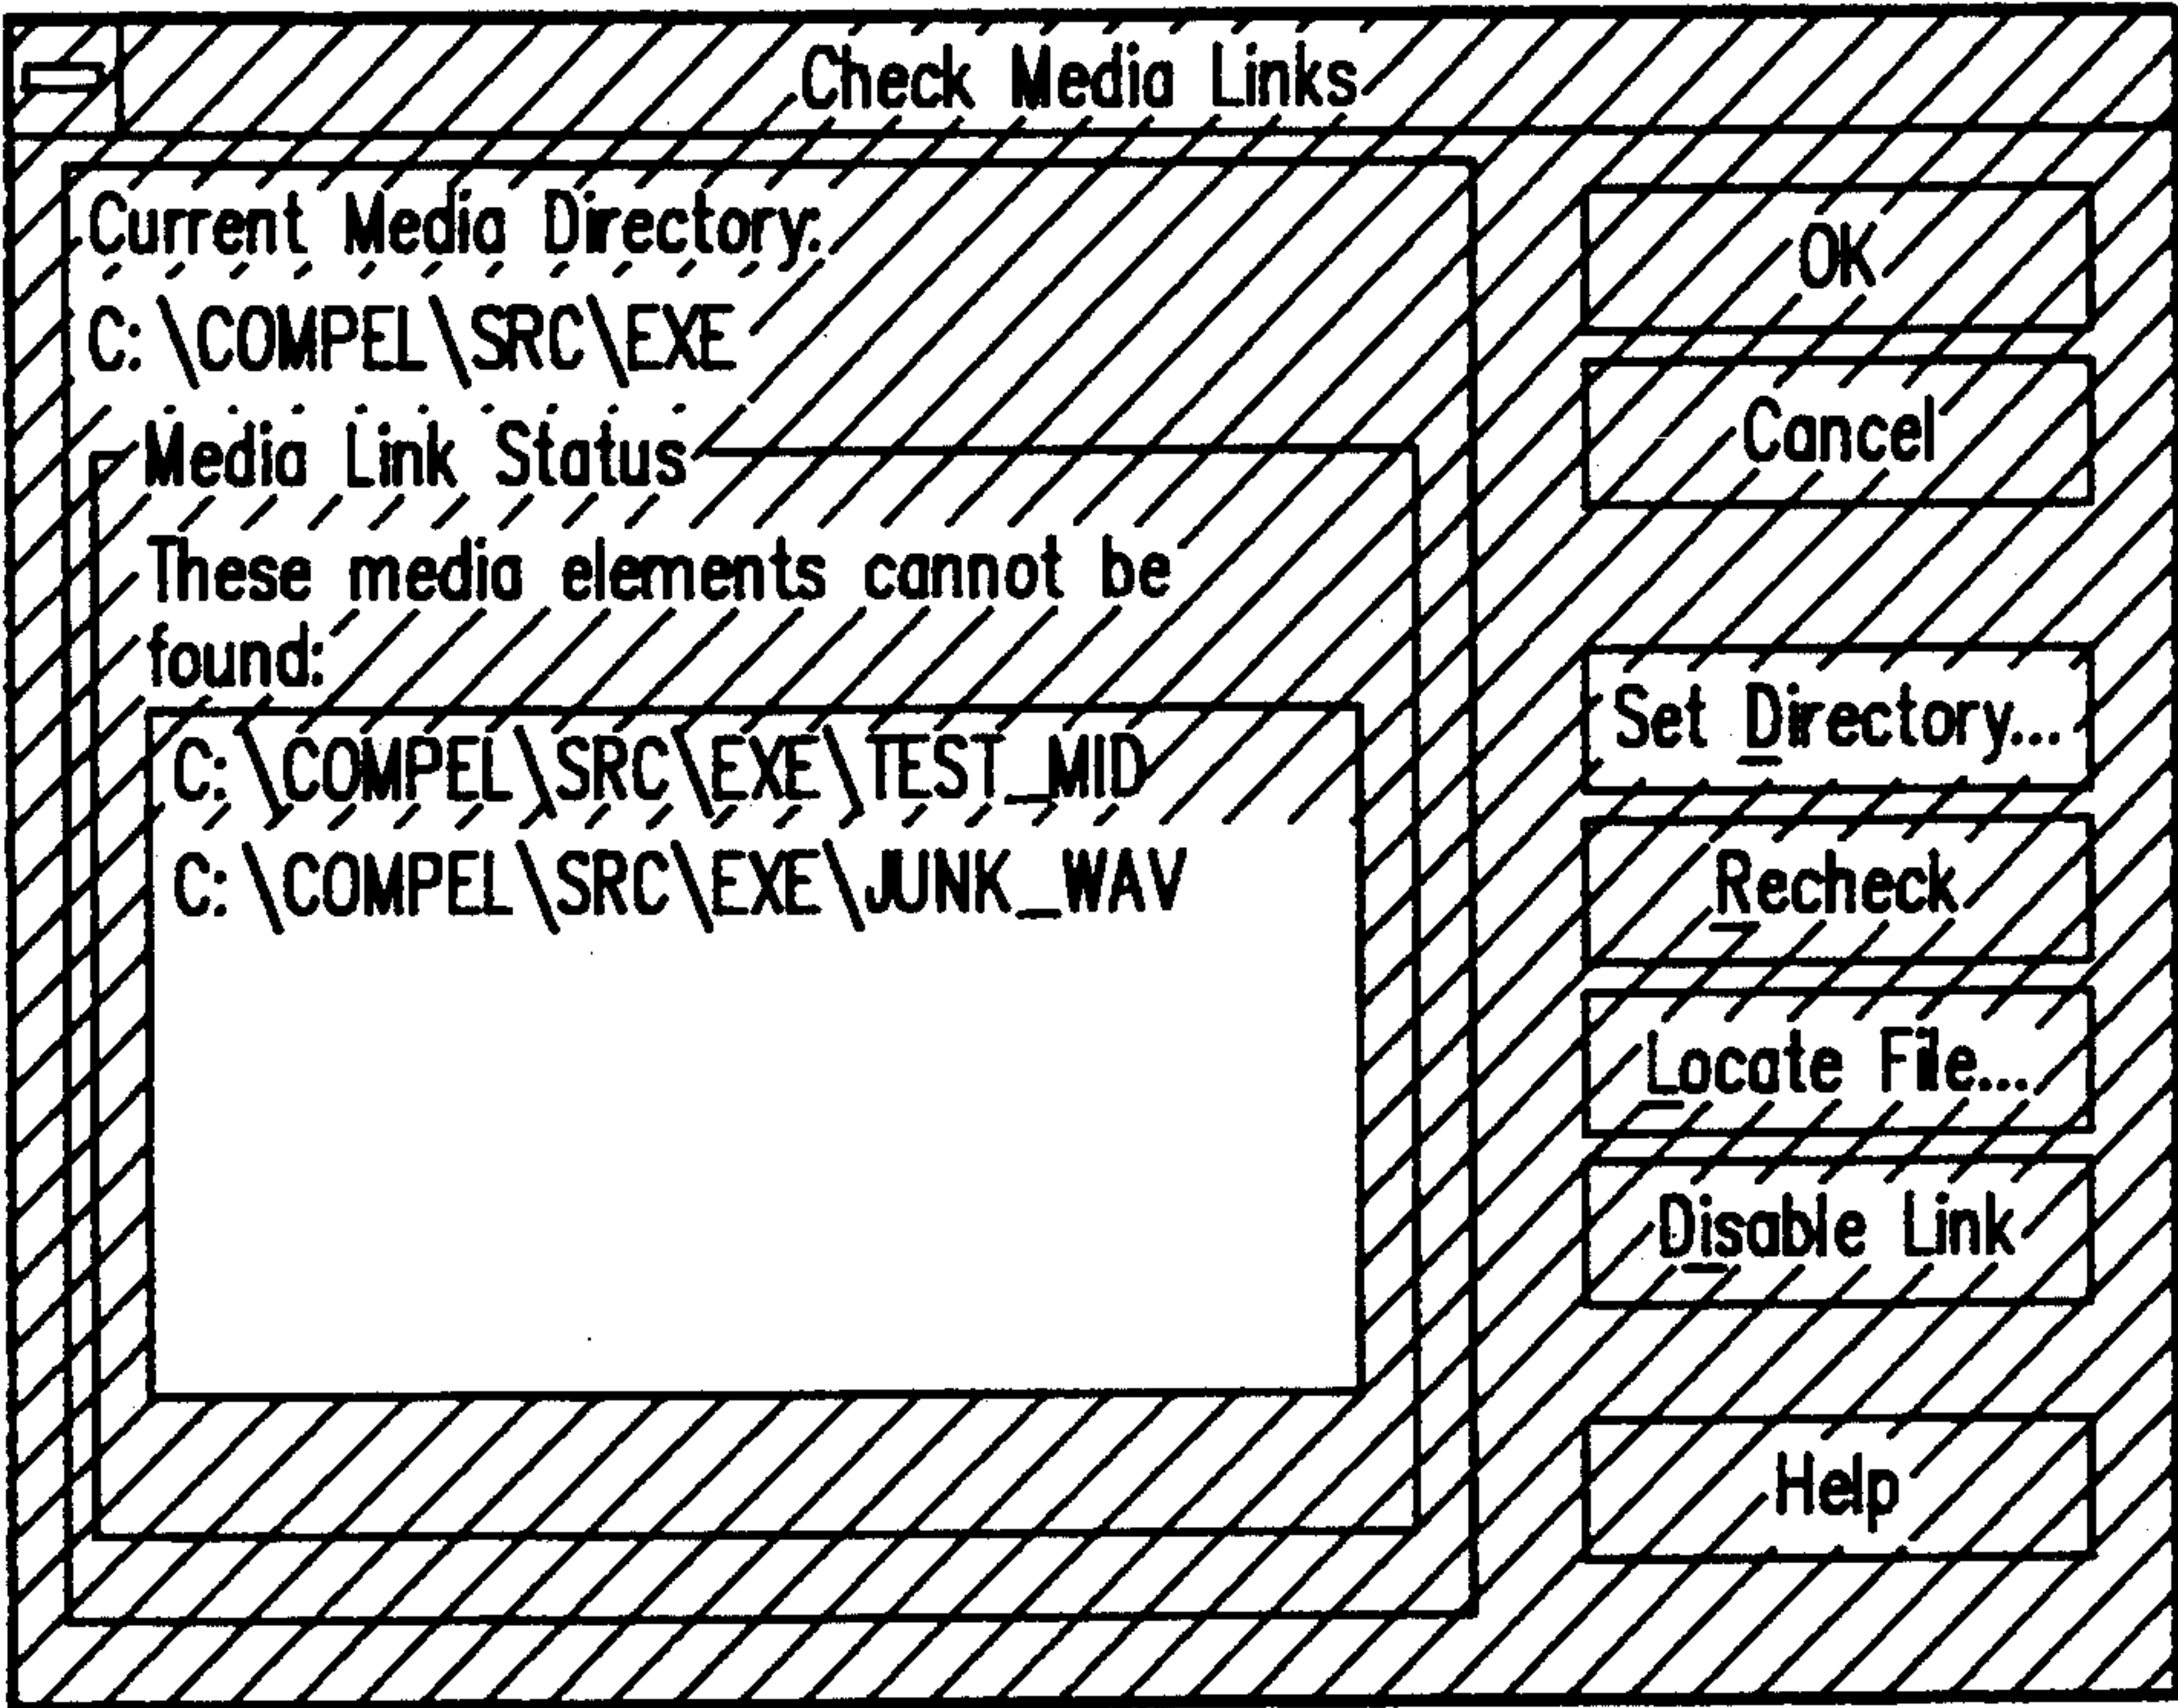 Check Media Links
Current Media Directory:
C:\COMPEL\SRC\EXE
Media Link Status
These media elements cannot be
found:
C:\COMPEL\SRC\EXE\TEST_MID
C:\COMPEL\SRC\EXE\JUNK_WAV
OK
Cancel
Set Directory...
Recheck
Locate File...
Disable Link
Help